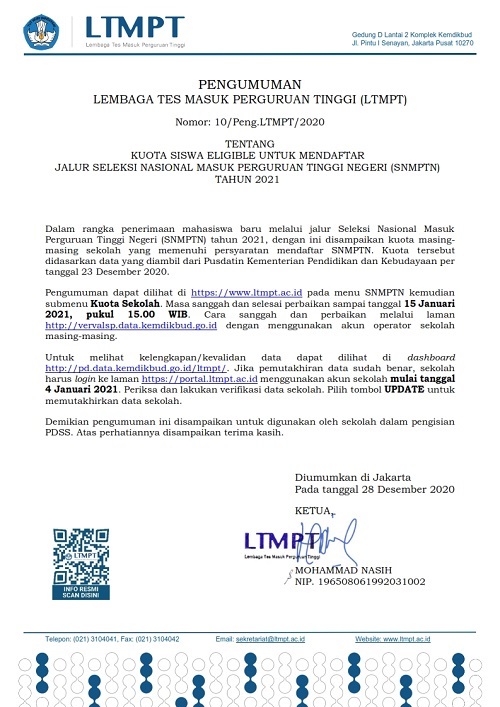 LTMPT
Lembaga Tes Masuk Perguruan Tinggi
Gedung D Lantai 2 Komplek Kemdikbud
Jl. Pintu I Senayan, Jakarta Pusat 10270
PENGUMUMAN
LEMBAGA TES MASUK PERGURUAN TINGGI (LTMPT)
Nomor: 10/Peng.LTMPT/2020
TENTANG
KUOTA SISWA ELIGIBLE UNTUK MENDAFTAR
JALUR SELEKSI NASIONAL MASUK PERGURUAN TINGGI NEGERI (SNMPTN)
TAHUN 2021
Dalam rangka penerimaan mahasiswa baru melalui jalur Seleksi Nasional Masuk
Perguruan Tinggi Negeri (SNMPTN) tahun 2021, dengan ini disampaikan kuota masing-
masing sekolah yang memenuhi persyaratan mendaftar SNMPTN. Kuota tersebut
didasarkan data yang diambil dari Pusdatin Kementerian Pendidikan dan Kebudayaan per
tanggal 23 Desember 2020.
Pengumuman dapat dilihat di https://www.ltmpt.ac.id pada menu SNMPTN kemudian
submenu Kuota Sekolah. Masa sanggah dan selesai perbaikan sampai tanggal 15 Januari
2021, pukul 15.00 WIB. Cara sanggah dan perbaikan melalui laman
http://vervalsp.data.kemdikbud.go.id dengan menggunakan akun operator sekolah
masing-masing.
Untuk melihat kelengkapan/kevalidan data dapat dilihat di dashboard
http://pd.data.kemdikbud.go.id/ltmpt/. Jika pemutakhiran data sudah benar, sekolah
harus login ke laman https://portal.ltmpt.ac.id menggunakan akun sekolah mulai tanggal
4 Januari 2021. Periksa dan lakukan verifikasi data sekolah. Pilih tombol UPDATE untuk
memutakhirkan data sekolah.
Demikian pengumuman ini disampaikan untuk digunakan oleh sekolah dalam pengisian
PDSS. Atas perhatiannya disampaikan terima kasih.
Diumumkan di Jakarta
Pada tanggal 28 Desember 2020
KETUA,
LTMPT
Lembaga Tes Masuk Perguruan Tinggi
MOHAMMAD NASIH
NIP. 196508061992031002
LTMPT
INFO RESMI
SCAN DISINI
Telepon: (021) 3104041, Fax: (021) 3104042 Email: sekretariat@ltmpt.ac.id Website: www.ltmpt.ac.id